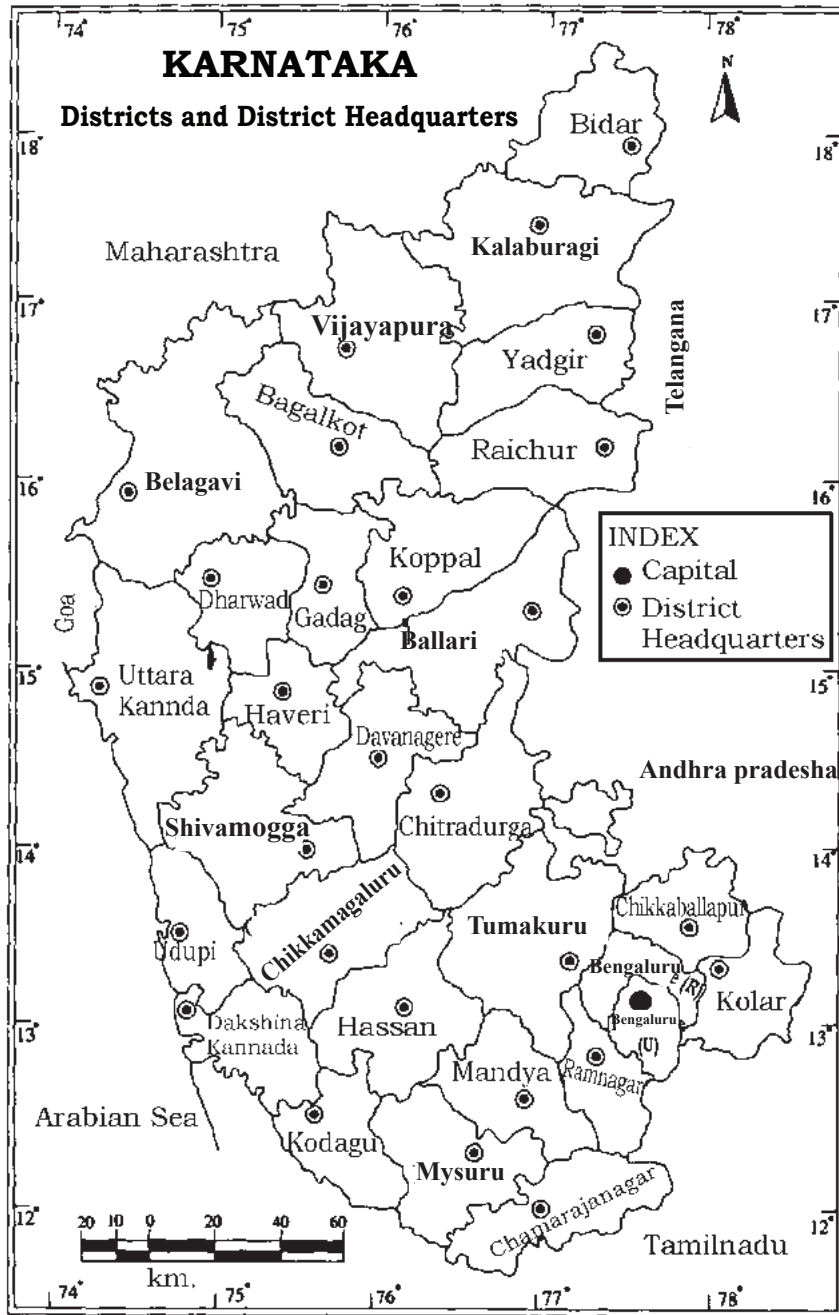 74° 75° 76° 77° 78°
KARNATAKA
Districts and District Headquarters
N
18° 18°
Bidar
Maharashtra
Kalaburagi
17° 17°
Vijayapura
Yadgir
Telangana
Bagalkot
Raichur
16° 16°
Belagavi
INDEX
Capital
District
Headquarters
Koppal
Dharwad
Gadag
Goa
Ballari
15° 15°
Uttara
Kannda
Haveri
Davanagere
Andhra pradesha
Shivamogga
Chitradurga
14° 14°
Chikkamagaluru
Chikkaballapur
Tumakuru
Udupi
Bengaluru
e (R)
Kolar
13° 13°
Dakshina
Kannada
Hassan
Bengaluru e
(U)
Mandya
Ramnagar
Arabian Sea
Kodagu
Mysuru
12° 12°
Chamarajanagar
Tamilnadu
20 10 0 20 40 60
km.
74° 75° 76° 77° 78°